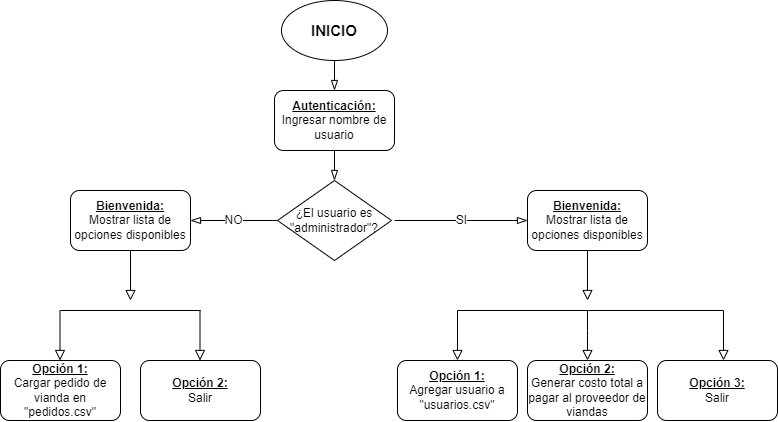 INICIO
Autenticación:
Ingresar nombre de
usuario
¿El usuario es
"administrador"?
NO
SI
Bienvenida:
Mostrar lista de
opciones disponibles
Bienvenida:
Mostrar lista de
opciones disponibles
Opción 1:
Cargar pedido de
vianda en
"pedidos.csv"
Opción 2:
Salir
Opción 1:
Agregar usuario a
"usuarios.csv"
Opción 2:
Generar costo total a
pagar al proveedor de
viandas
Opción 3:
Salir